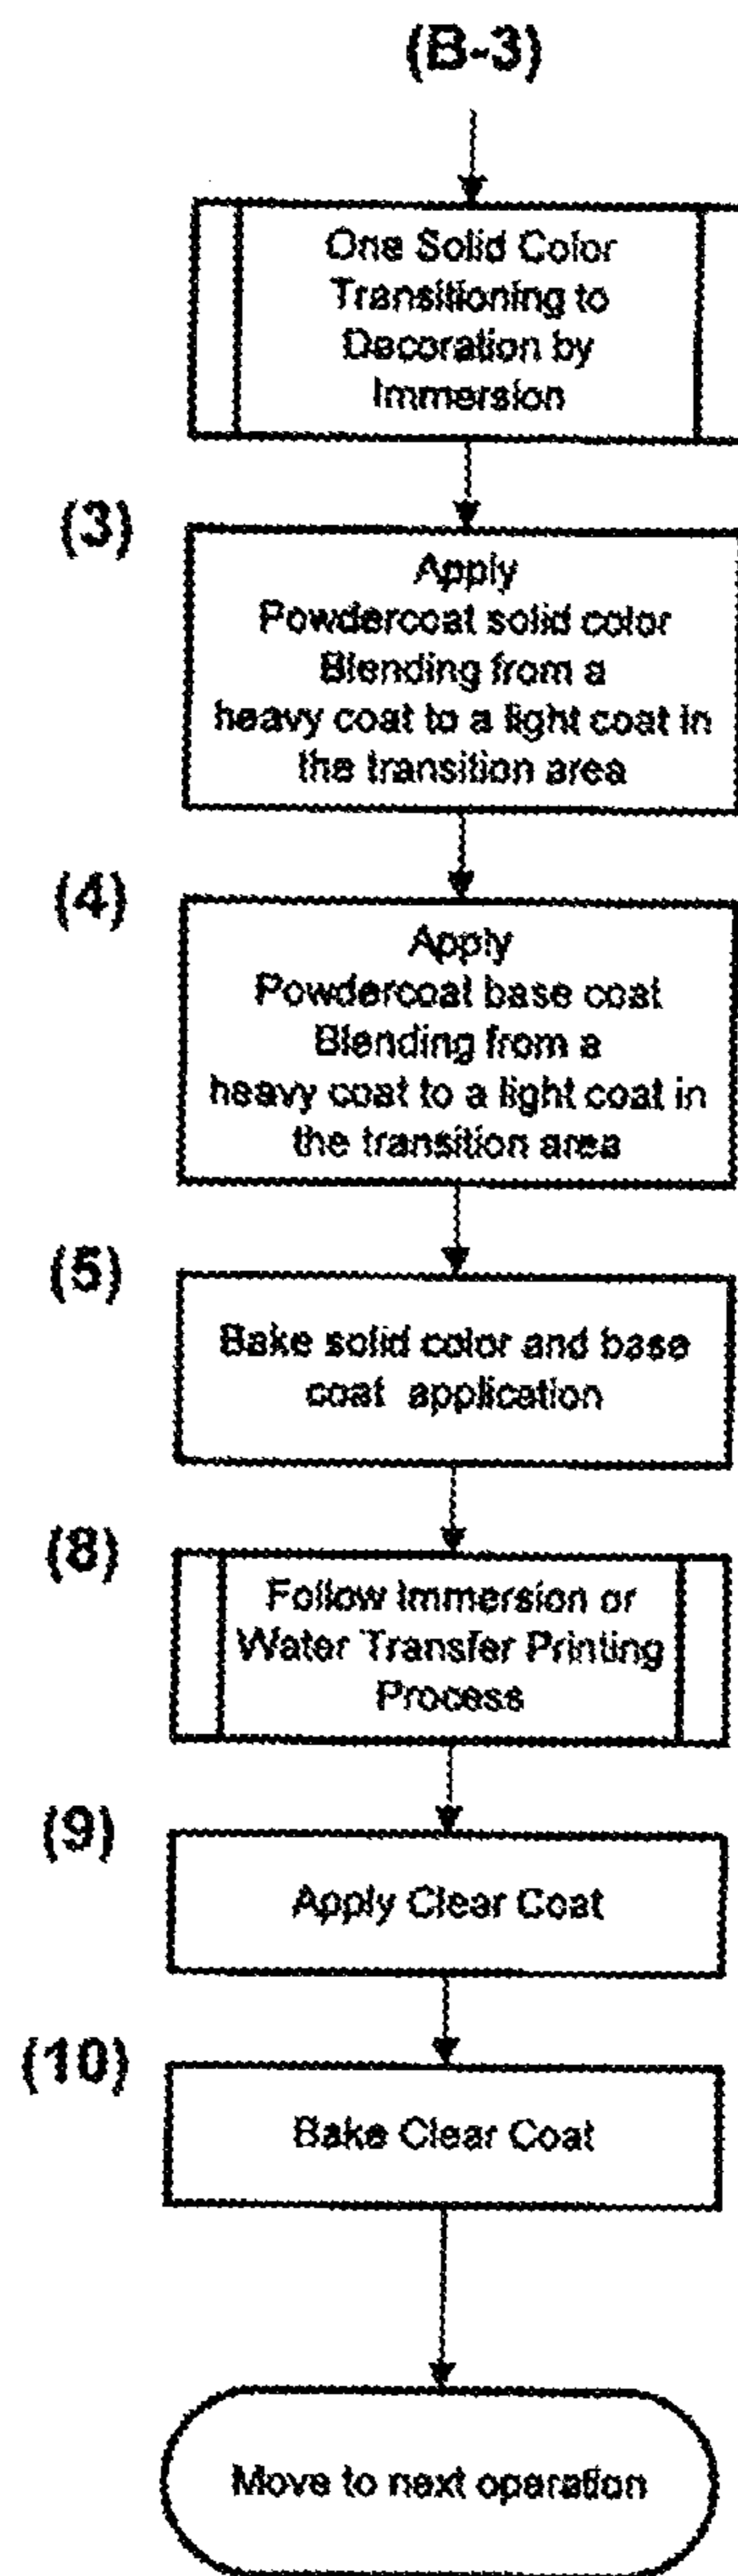 (B-3)
One Solid Color
Transitioning to
Decoration by
Immersion
(3)
Apply
Powdercoat solid color
Blending from a
heavy coat to a light coat in
the transition area
(4)
Apply
Powdercoat base coat
Blending from a
heavy coat to a light coat in
the transition area
(5)
Bake solid color and base
coat application
(8)
Follow Immersion or
Water Transfer Printing
Process
(9)
Apply Clear Coat
(10)
Bake Clear Coat
Move to next operation